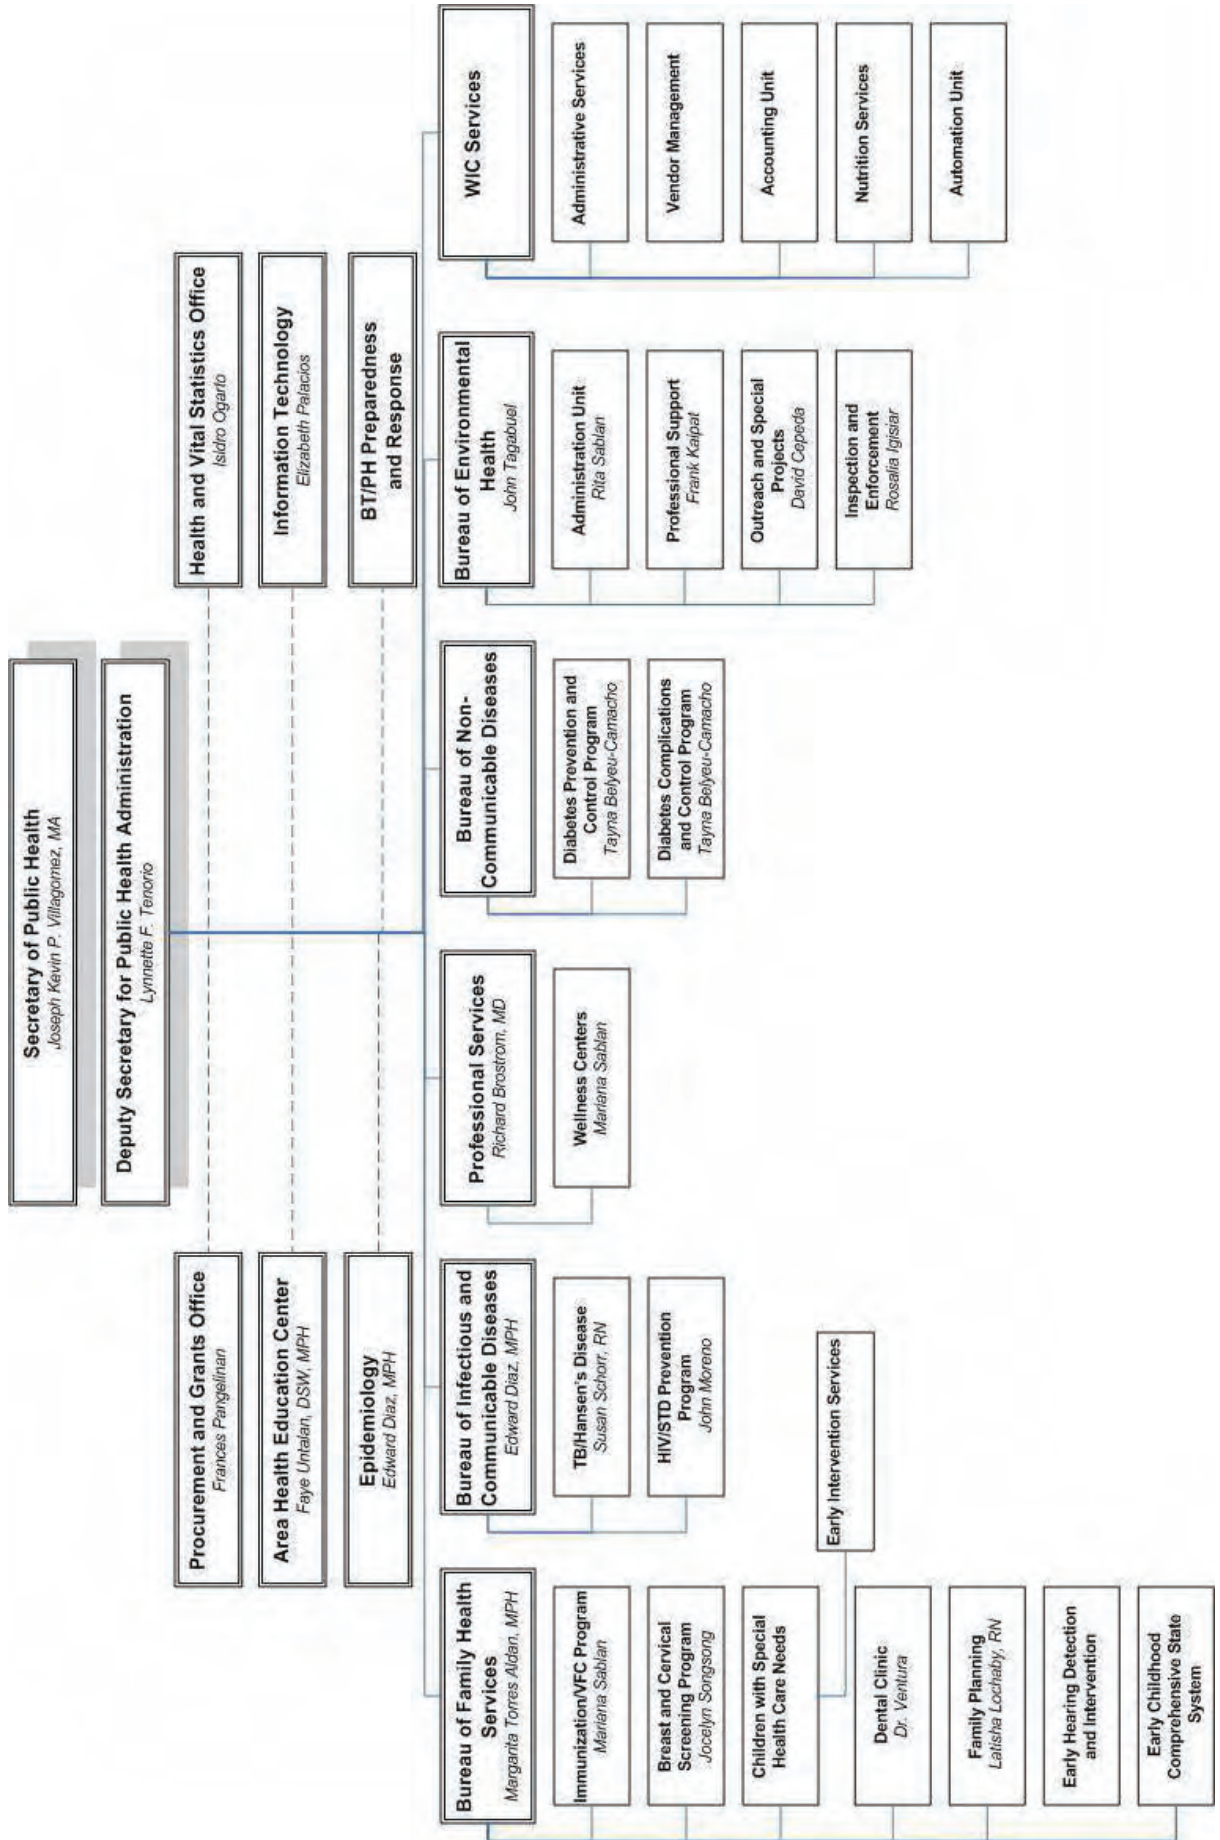 Secretary of Public Health
Joseph Kevin P. Villagomez, MA
Deputy Secretary for Public Health Administration
Lynnette F. Tenorio
Procurement and Grants Office
Frances Pangelinan
Health and Vital Statistics Office
Isidro Ogarto
Area Health Education Center
Faye Untalan, DSW, MPH
Information Technology
Elizabeth Palacios
Epidemiology
Edward Diaz, MPH
BT/PH Preparedness
and Response
Bureau of Family Health
Services
Margarita Torres Aldan, MPH
Immunization/VFC Program
Mariana Sablan
Breast and Cervical
Screening Program
Jocelyn Songsong
Children with Special
Health Care Needs
Early Intervention Services
Dental Clinic
Dr. Ventura
Family Planning
Latisha Lochaby, RN
Early Hearing Detection
and Intervention
Early Childhood
Comprehensive State
System
Bureau of Infectious and
Communicable Diseases
Edward Diaz, MPH
TB/Hansen's Disease
Susan Schorr, RN
HIV/STD Prevention
Program
John Moreno
Professional Services
Richard Brostrom, MD
Wellness Centers
Mariana Sablan
Bureau of Non-
Communicable Diseases
Diabetes Prevention and
Control Program
Tayna Belyeu-Camacho
Diabetes Complications
and Control Program
Tayna Belyeu-Camacho
Bureau of Environmental
Health
John Tagabuel
Administration Unit
Rita Sablan
Professional Support
Frank Kaipat
Outreach and Special
Projects
David Cepeda
Inspection and
Enforcement
Rosalia Igisiar
WIC Services
Administrative Services
Vendor Management
Accounting Unit
Nutrition Services
Automation Unit